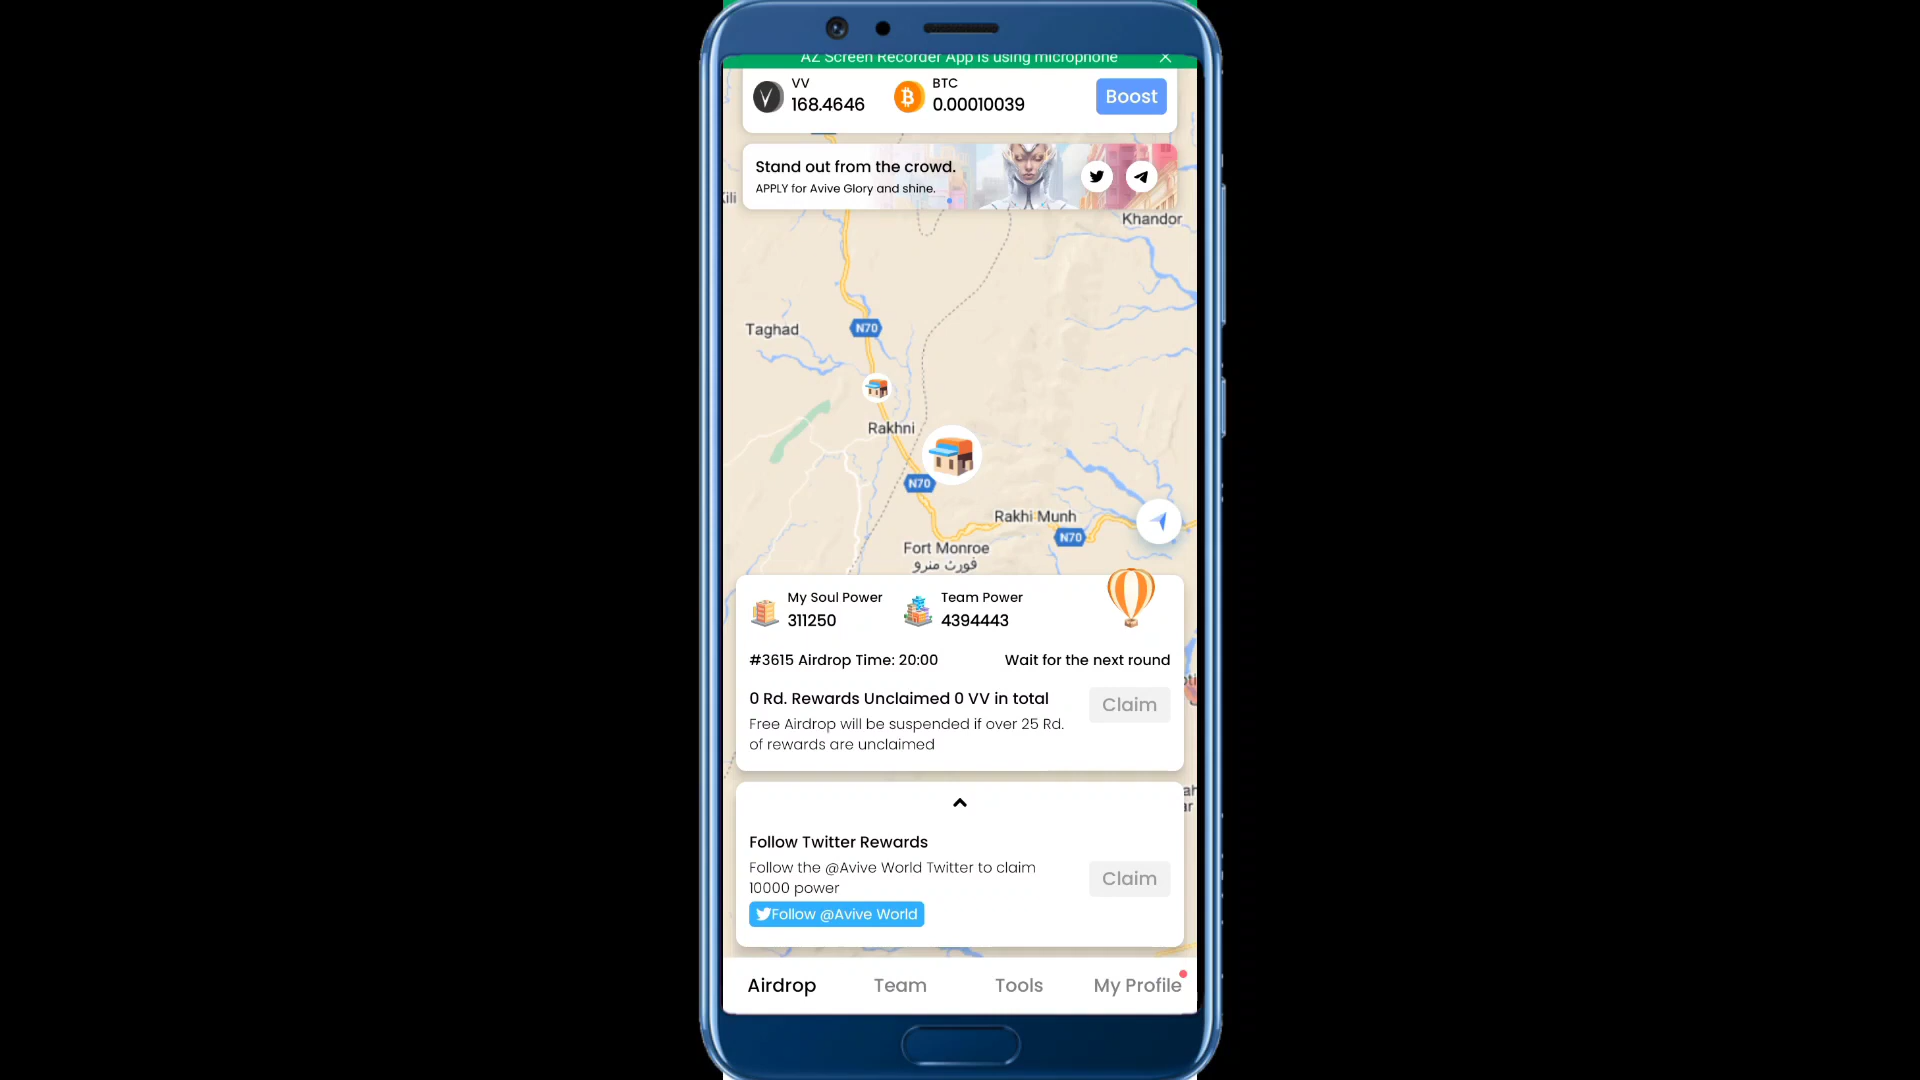 AZ Screen Recorder App is using microphone
VV
168.4646
BTC
0.00010039
Boost
Stand out from the crowd.
APPLY for Avive Glory and shine.
Kili
Khandor
Taghad
N70
Rakhni
N70
Rakhi Munh
N70
Fort Monroe
فورٹ منرو
My Soul Power
311250
Team Power
4394443
#3615 Airdrop Time: 20:00
Wait for the next round
0 Rd. Rewards Unclaimed 0 VV in total
Claim
Free Airdrop will be suspended if over 25 Rd.
of rewards are unclaimed
Follow Twitter Rewards
Follow the @Avive World Twitter to claim
10000 power
Claim
Follow @Avive World
Airdrop
Team
Tools
My Profile